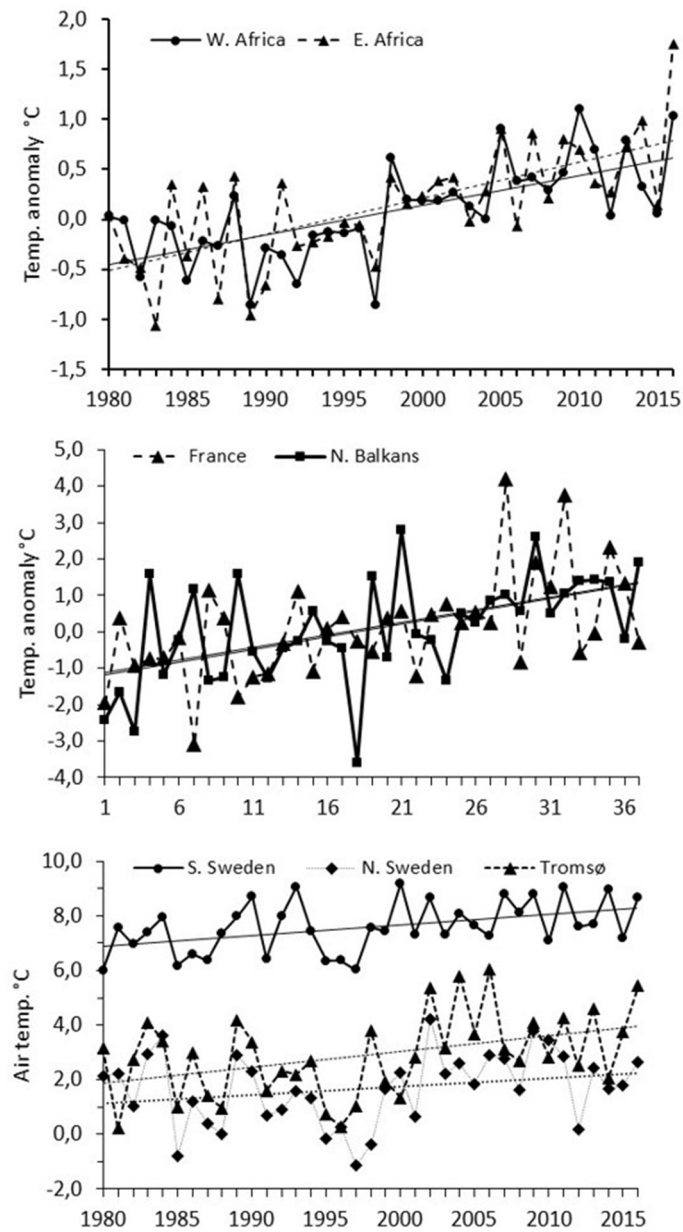 2,0
W. Africa E. Africa
1,5
1,0
0,5
0,0
-0,5
-1,0
-1,5
Temp. anomaly °C
1980 1985 1990 1995 2000 2005 2010 2015
5,0
France N. Balkans
4,0
3,0
2,0
1,0
0,0
-1,0
-2,0
-3,0
-4,0
Temp. anomaly °C
1 6 11 16 21 26 31 36
10,0
S. Sweden N. Sweden Tromsø
8,0
6,0
4,0
2,0
0,0
-2,0
Air temp. °C
1980 1985 1990 1995 2000 2005 2010 2015